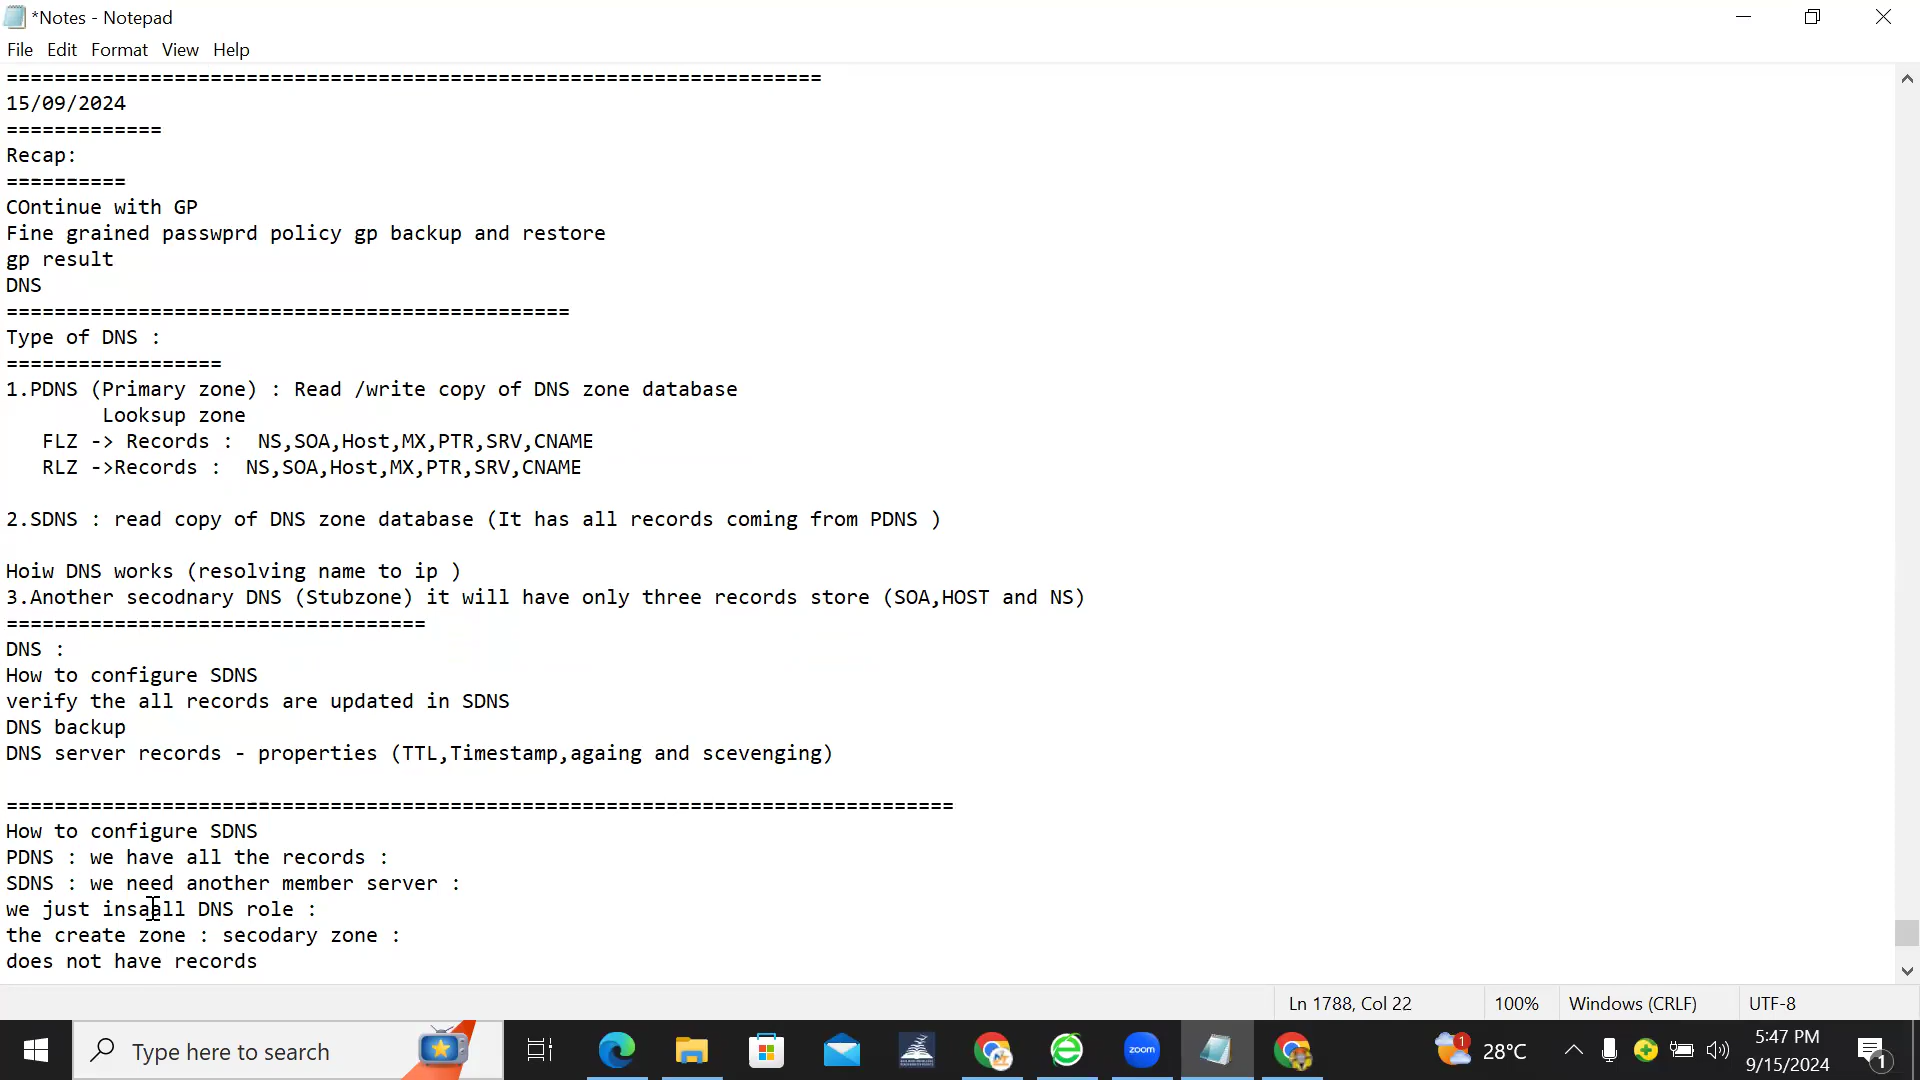 *Notes - Notepad
File Edit Format View Help
====================================================================
15/09/2024
=============
Recap:
==========
COntinue with GP
Fine grained passwprd policy gp backup and restore
gp result
DNS
===============================================
Type of DNS :
==================
1.PDNS (Primary zone) : Read /write copy of DNS zone database
Looksup zone
FLZ -> Records :  NS,SOA,Host,MX,PTR,SRV,CNAME
RLZ ->Records :  NS,SOA,Host,MX,PTR,SRV,CNAME
2.SDNS : read copy of DNS zone database (It has all records coming from PDNS )
Hoiw DNS works (resolving name to ip )
3.Another secodnary DNS (Stubzone) it will have only three records store (SOA,HOST and NS)
===================================
DNS :
How to configure SDNS
verify the all records are updated in SDNS
DNS backup
DNS server records - properties (TTL,Timestamp,againg and scevenging)
===============================================================================
How to configure SDNS
PDNS : we have all the records :
SDNS : we need another member server :
we just insaall DNS role :
the create zone : secodary zone :
does not have records
Ln 1788, Col 22 100% Windows (CRLF) UTF-8
Type here to search
zoom
1
28°C
5:47 PM
9/15/2024
1